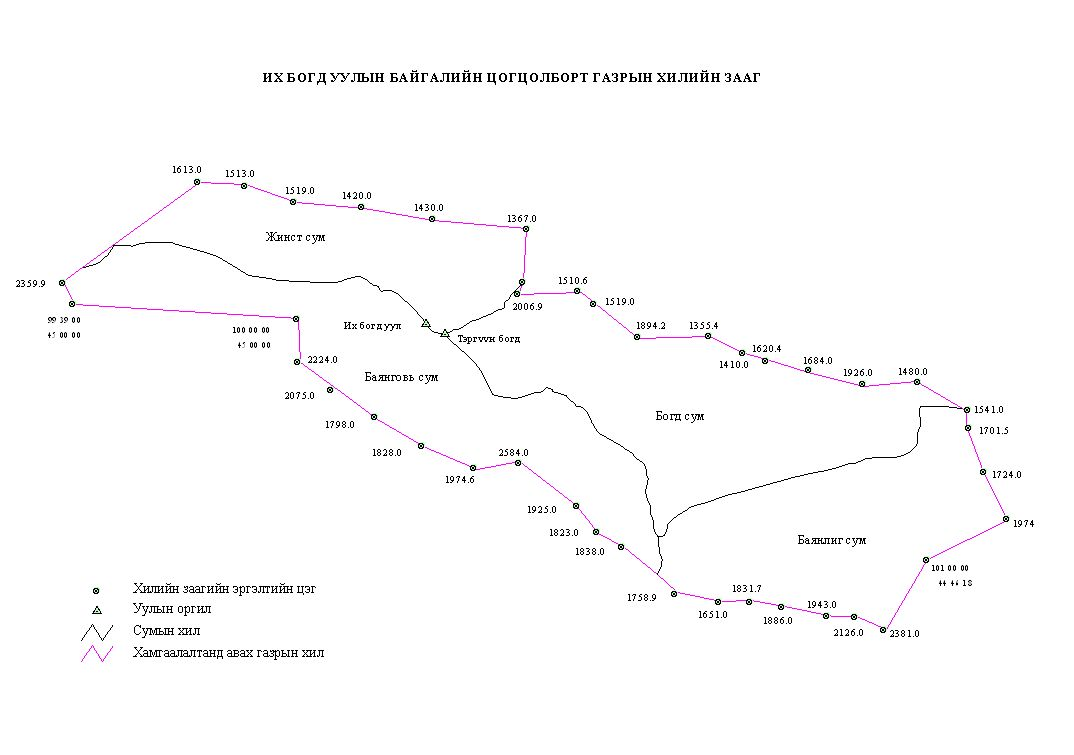 ИХ БОГД УУЛЫН БАЙГАЛИЙН ЦОГЦОЛБОРТ ГАЗРЫН ХИЛИЙН ЗААГ
1613.0
1513.0
1519.0
1420.0
1430.0
1367.0
Жинст сум
2359.9
1510.6
1519.0
2006.9
99 39 00
45 00 00
100 00 00
45 00 00
Их богд уул
Тэргvvн богд
1894.2
1355.4
1620.4
1410.0
1684.0
1926.0
1480.0
2224.0
2075.0
Баянговь сум
1541.0
1798.0
Богд сум
1701.5
1828.0
2584.0
1974.6
1724.0
1925.0
1974
1823.0
1838.0
Баянлиг сум
101 00 00
44 44 18
1758.9
1831.7
1651.0
1943.0
1886.0
2126.0
2381.0
Хилийн заагийн эргэлтийн цэг
Уулын оргил
Сумын хил
Хамгаалалтанд авах газрын хил